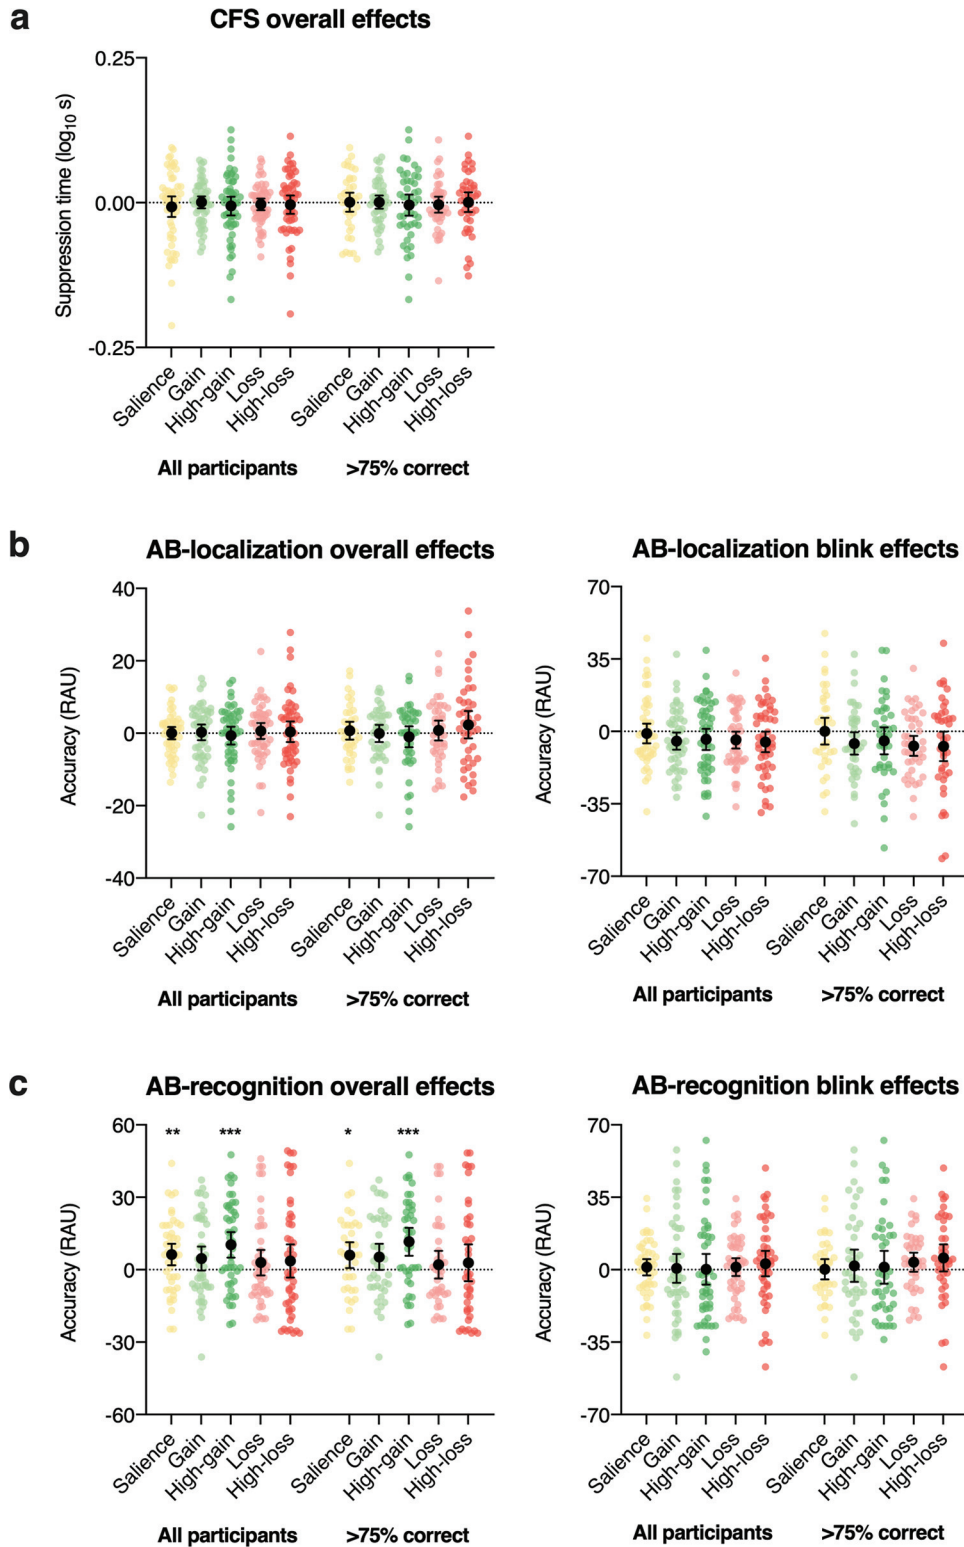 a
CFS overall effects
Suppression time (log10 s)
0.25
0.00
-0.25
Salience
Gain
High-gain
Loss
High-loss
Salience
Gain
High-gain
Loss
High-loss
All participants
>75% correct
b
AB-localization overall effects
Accuracy (RAU)
40
20
0
-20
-40
Salience
Gain
High-gain
Loss
High-loss
Salience
Gain
High-gain
Loss
High-loss
All participants
>75% correct
AB-localization blink effects
Accuracy (RAU)
70
35
0
-35
-70
Salience
Gain
High-gain
Loss
High-loss
Salience
Gain
High-gain
Loss
High-loss
All participants
>75% correct
c
AB-recognition overall effects
Accuracy (RAU)
60
30
0
-30
-60
** *** * ***
Salience
Gain
High-gain
Loss
High-loss
Salience
Gain
High-gain
Loss
High-loss
All participants
>75% correct
AB-recognition blink effects
Accuracy (RAU)
70
35
0
-35
-70
Salience
Gain
High-gain
Loss
High-loss
Salience
Gain
High-gain
Loss
High-loss
All participants
>75% correct